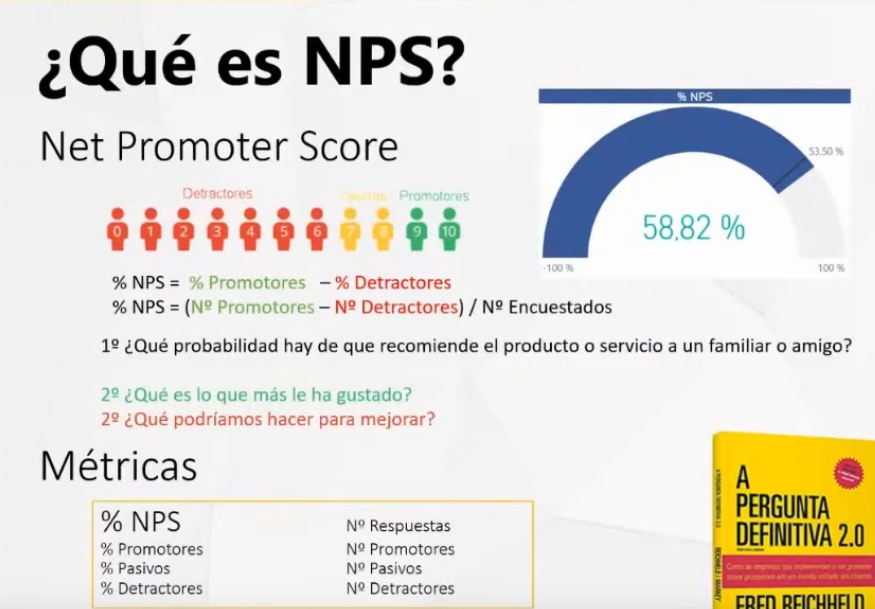 ¿Qué es NPS?
Net Promoter Score
Detractores
Promotores
0 1 2 3 4 5 6 7 8 9 10
% NPS = % Promotores – % Detractores
% NPS = (Nº Promotores – Nº Detractores) / Nº Encuestados
% NPS
53.50 %
58,82 %
-100 %
100 %
1º ¿Qué probabilidad hay de que recomiende el producto o servicio a un familiar o amigo?
2º ¿Qué es lo que más le ha gustado?
2º ¿Qué podríamos hacer para mejorar?
Métricas
% NPS
% Promotores
% Pasivos
% Detractores
Nº Respuestas
Nº Promotores
Nº Pasivos
Nº Detractores
A
PERGUNTA
DEFINITIVA 2.0
FRED REICHHELD